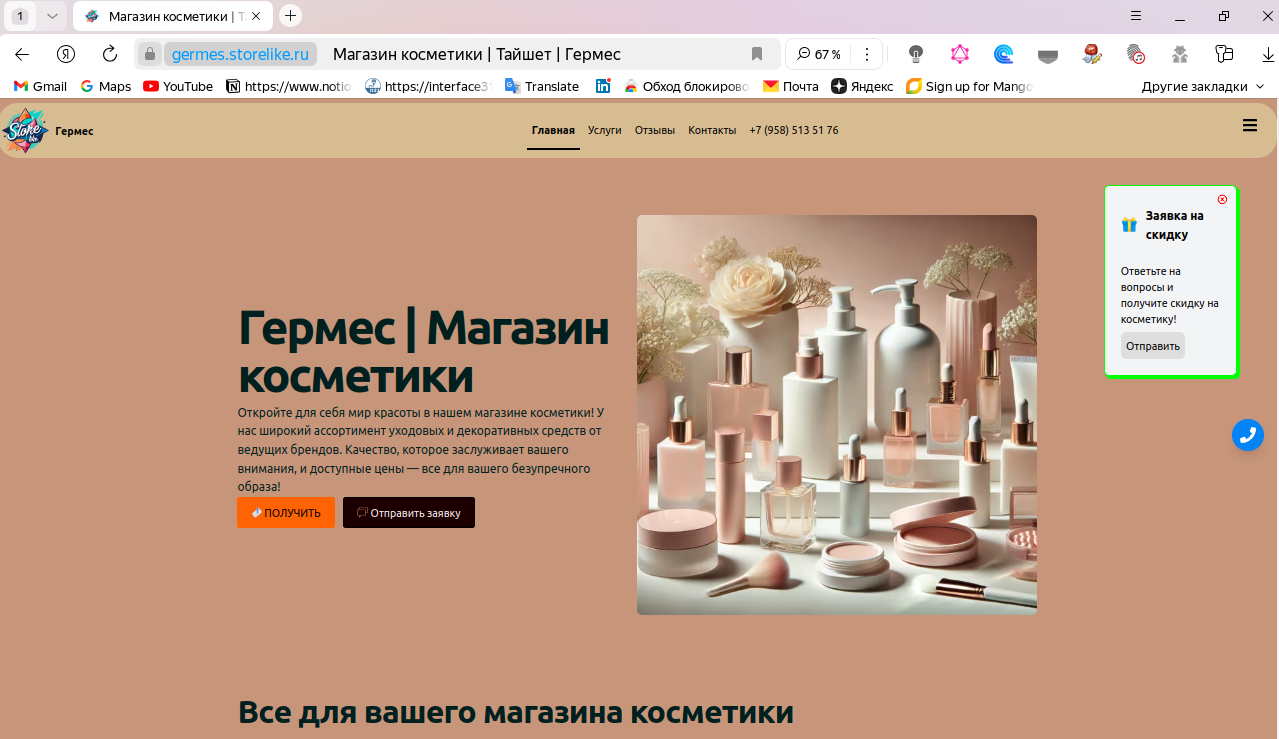 1
Магазин косметики | Т
germes.storelike.ru
Магазин косметики | Тайшет | Гермес
67 %
Gmail
Maps
YouTube
https://www.notio
https://interface31
Translate
Обход блокирово
Почта
Яндекс
Sign up for Mango
Другие закладки
Stoke
like
Гермес
Главная
Услуги
Отзывы
Контакты
+7 (958) 513 51 76
Заявка на
скидку
Ответьте на
вопросы и
получите скидку на
косметику!
Отправить
Гермес | Магазин
косметики
Откройте для себя мир красоты в нашем магазине косметики! У
нас широкий ассортимент уходовых и декоративных средств от
ведущих брендов. Качество, которое заслуживает вашего
внимания, и доступные цены — все для вашего безупречного
образа!
ПОЛУЧИТЬ
Отправить заявку
Все для вашего магазина косметики